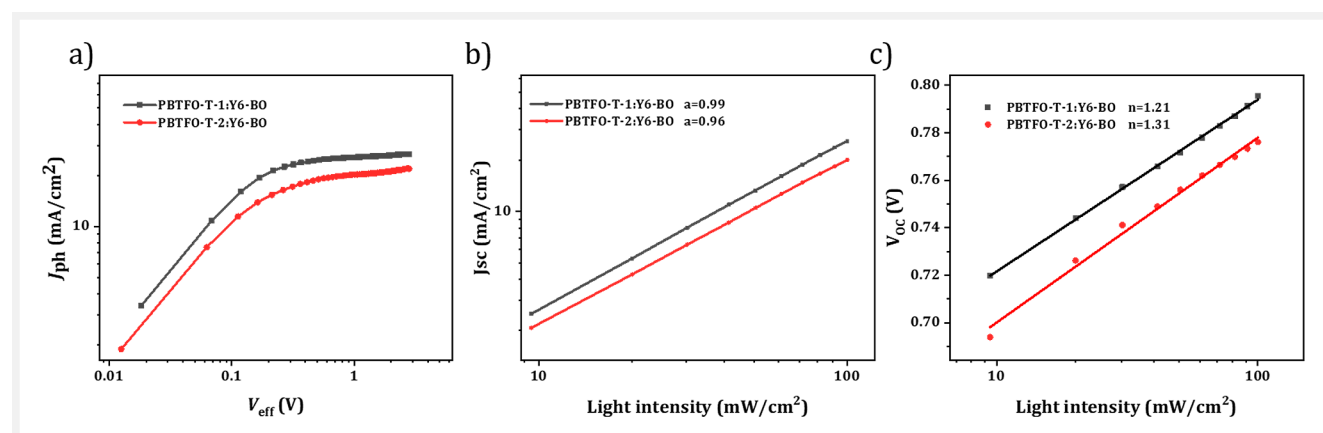 a)
PBTFO-T-1:Y6-BO
PBTFO-T-2:Y6-BO
10
0.01 0.1 1
Jph (mA/cm²)
Veff (V)
b)
PBTFO-T-1:Y6-BO a=0.99
PBTFO-T-2:Y6-BO a=0.96
10
10 100
Jsc (mA/cm²)
Light intensity (mW/cm²)
c)
PBTFO-T-1:Y6-BO n=1.21
PBTFO-T-2:Y6-BO n=1.31
0.80
0.78
0.76
0.74
0.72
0.70
10 100
VOC (V)
Light intensity (mW/cm²)